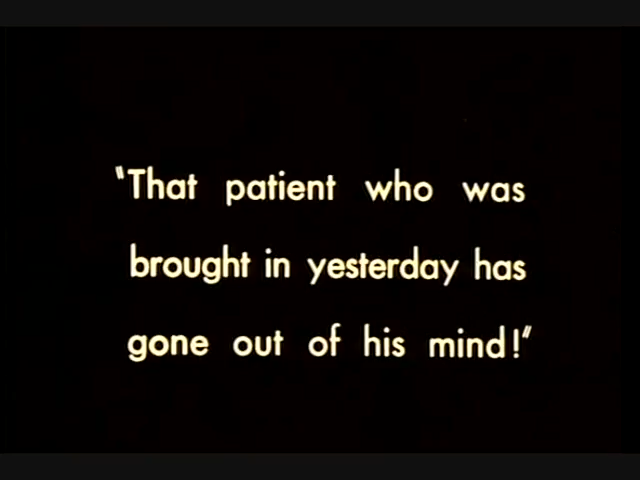 "That patient who was
brought in yesterday has
gone out of his mind!"